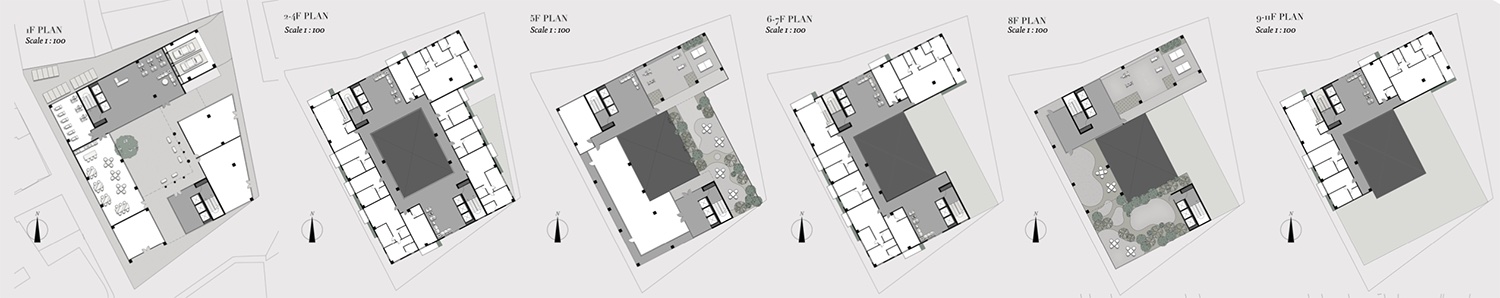 1F PLAN
Scale 1 : 100
N
2-4F PLAN
Scale 1 : 100
N
5F PLAN
Scale 1 : 100
N
6-7F PLAN
Scale 1 : 100
N
8F PLAN
Scale 1 : 100
N
9-11F PLAN
Scale 1 : 100
N